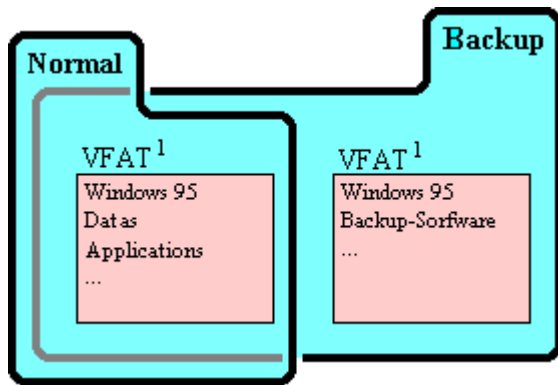 Normal
Backup
VFAT 1
Windows 95
Datas
Applications
...
VFAT 1
Windows 95
Backup-Sorfware
...